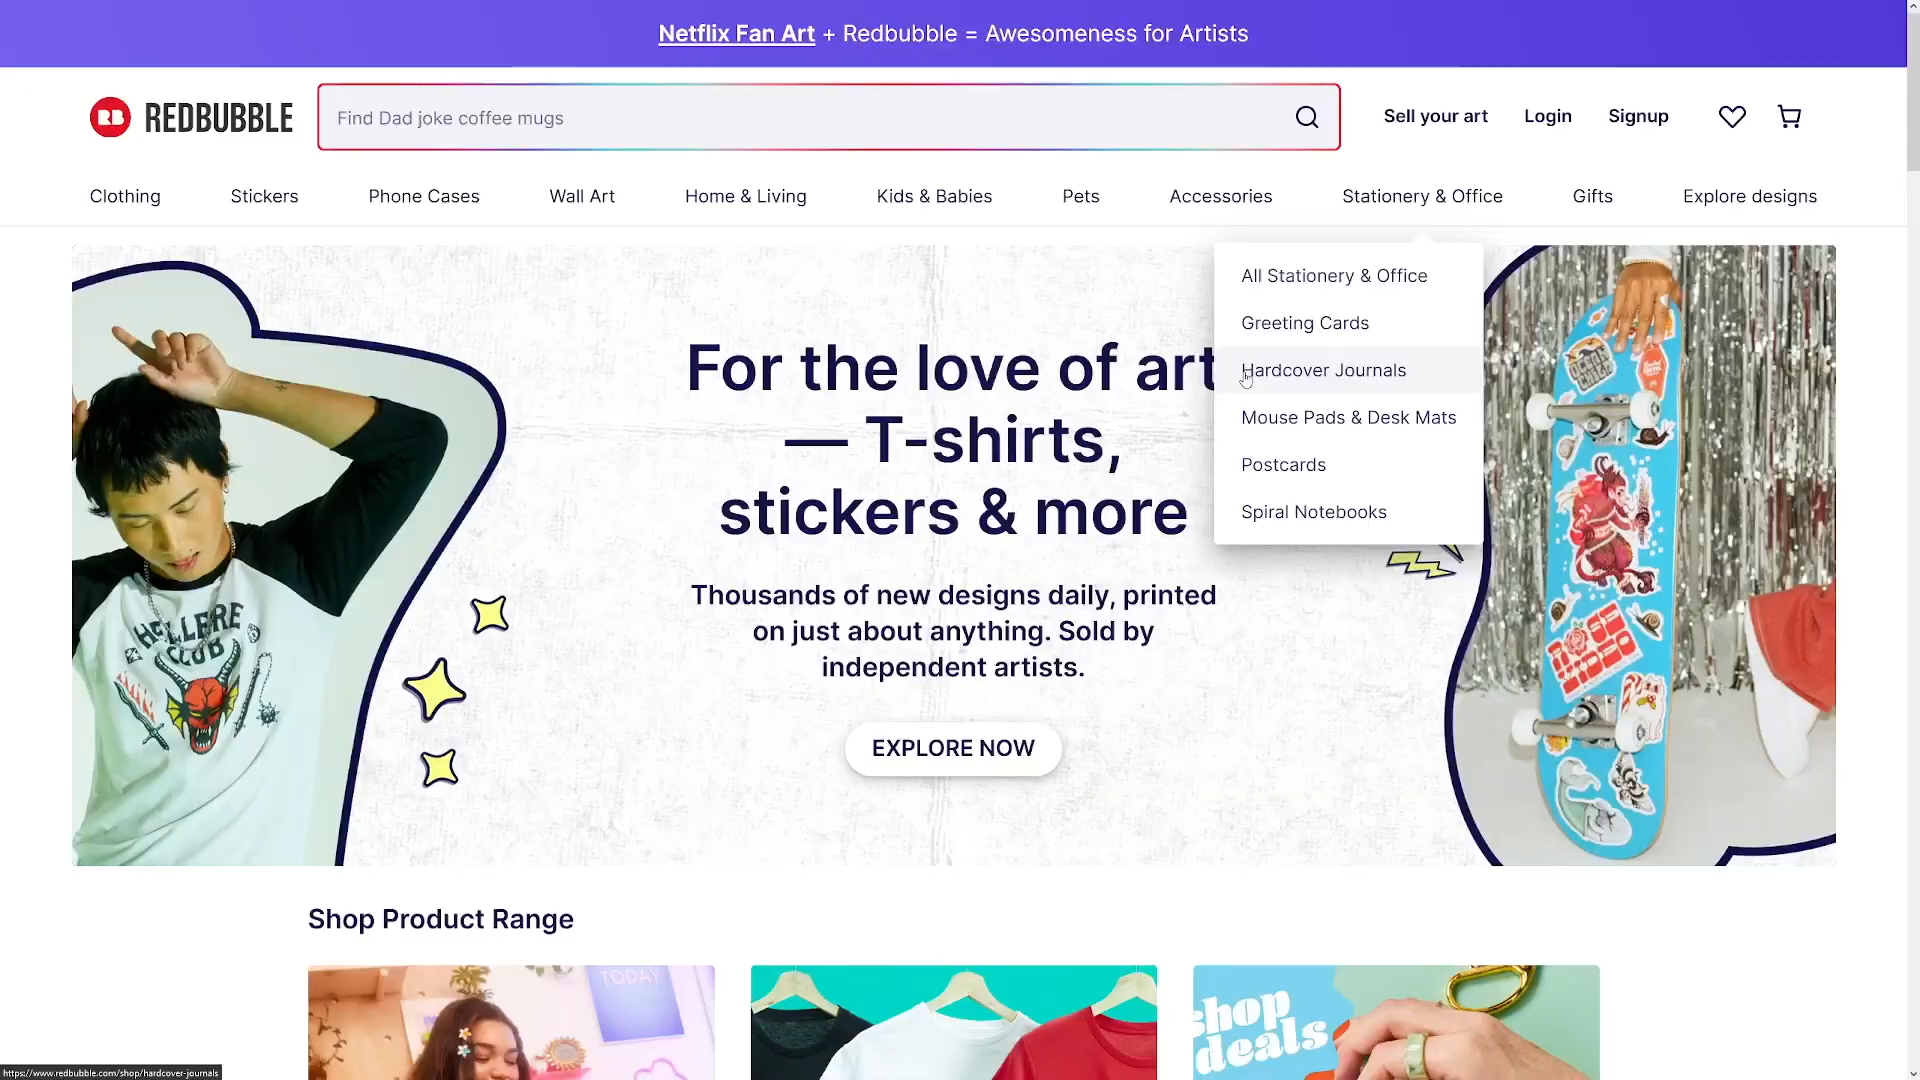 Netflix Fan Art + Redbubble = Awesomeness for Artists
RB REDBUBBLE
Find Dad joke coffee mugs
Sell your art
Login
Signup
Clothing
Stickers
Phone Cases
Wall Art
Home & Living
Kids & Babies
Pets
Accessories
Stationery & Office
Gifts
Explore designs
All Stationery & Office
Greeting Cards
Hardcover Journals
Mouse Pads & Desk Mats
Postcards
Spiral Notebooks
For the love of art
— T-shirts,
stickers & more
Thousands of new designs daily, printed
on just about anything. Sold by
independent artists.
EXPLORE NOW
HELLFIRE
CLUB
Shop Product Range
TODAY
shop
deals
https://www.redbubble.com/shop/hardcover-journals